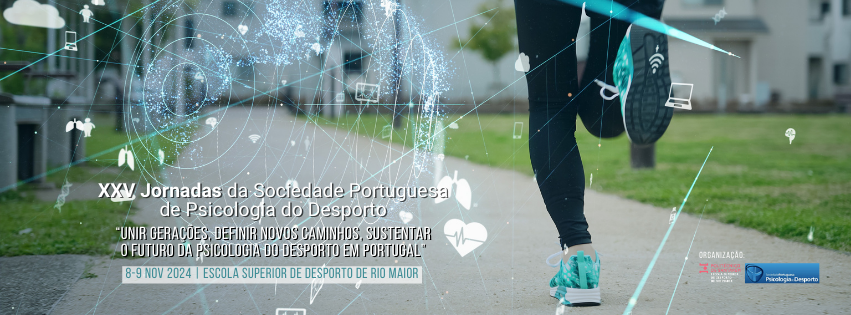 XXV Jornadas da Sociedade Portuguesa
de Psicologia do Desporto
"UNIR GERAÇÕES, DEFINIR NOVOS CAMINHOS, SUSTENTAR
O FUTURO DA PSICOLOGIA DO DESPORTO EM PORTUGAL"
8-9 NOV 2024 | ESCOLA SUPERIOR DE DESPORTO DE RIO MAIOR
ORGANIZAÇÃO:
Psicologia do Desporto